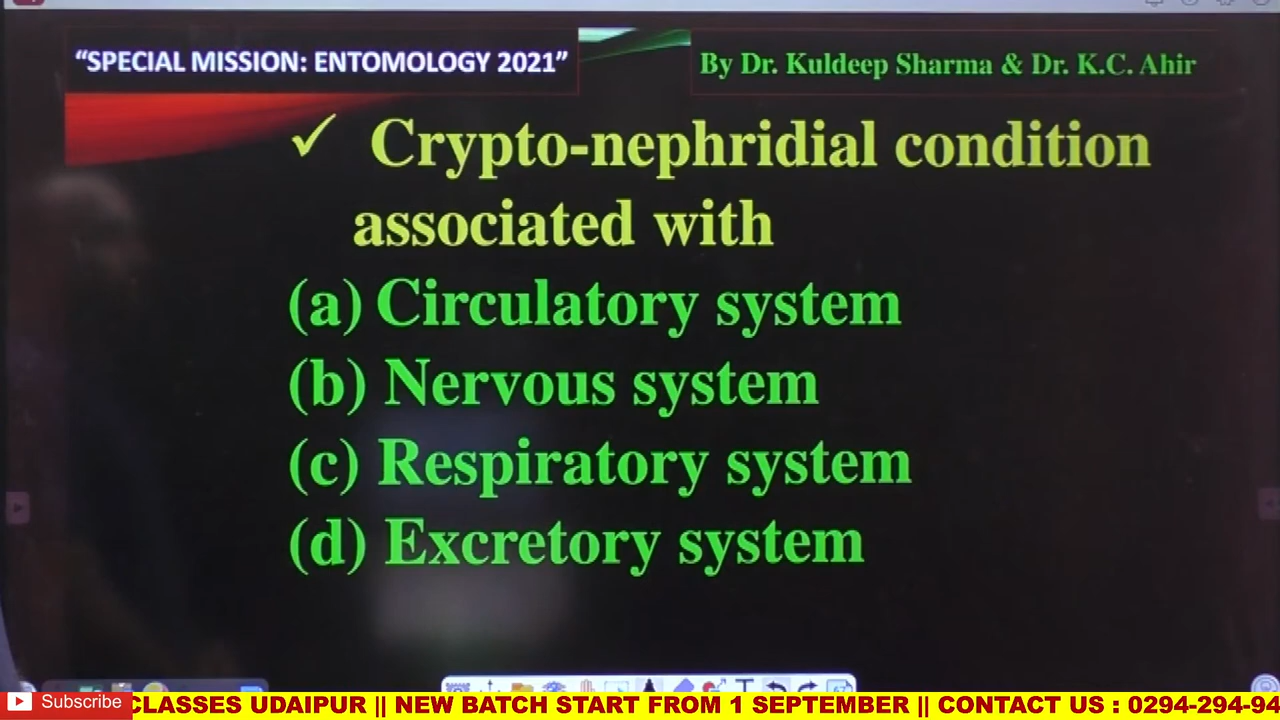 “SPECIAL MISSION: ENTOMOLOGY 2021”
By Dr. Kuldeep Sharma & Dr. K.C. Ahir
✓ Crypto-nephridial condition
associated with
(a) Circulatory system
(b) Nervous system
(c) Respiratory system
(d) Excretory system
Subscribe
CLASSES UDAIPUR || NEW BATCH START FROM 1 SEPTEMBER || CONTACT US : 0294-294-94